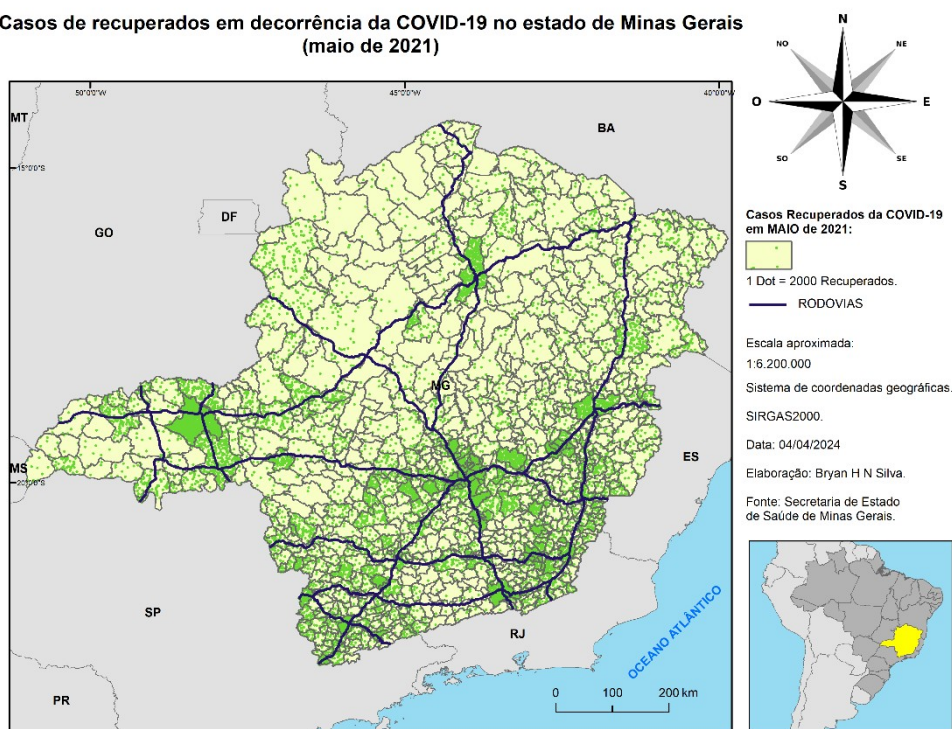 Casos de recuperados em decorrência da COVID-19 no estado de Minas Gerais
(maio de 2021)
N
NO
NE
O
E
SO
SE
S
50°0'0"O
45°0'0"O
40°0'0"O
MT
BA
15°0'0"S
DF
GO
MG
MS
20°0'0"S
ES
SP
RJ
PR
OCEANO ATLÂNTICO
0 100 200 km
Casos Recuperados da COVID-19
em MAIO de 2021:
1 Dot = 2000 Recuperados.
RODOVIAS
Escala aproximada:
1:6.200.000
Sistema de coordenadas geográficas.
SIRGAS2000.
Data: 04/04/2024
Elaboração: Bryan H N Silva.
Fonte: Secretaria de Estado
de Saúde de Minas Gerais.